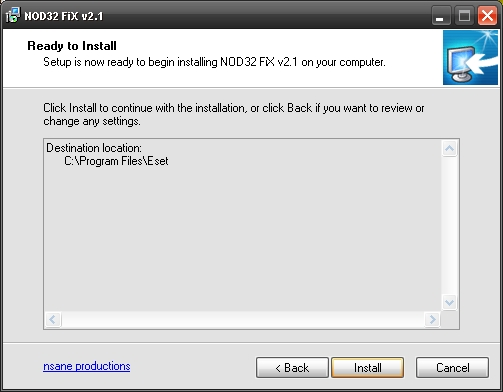 NOD32 FiX v2.1
Ready to Install
Setup is now ready to begin installing NOD32 FiX v2.1 on your computer.
Click Install to continue with the installation, or click Back if you want to review or
change any settings.
Destination location:
C:\Program Files\Eset
nsane productions
< Back
Install
Cancel